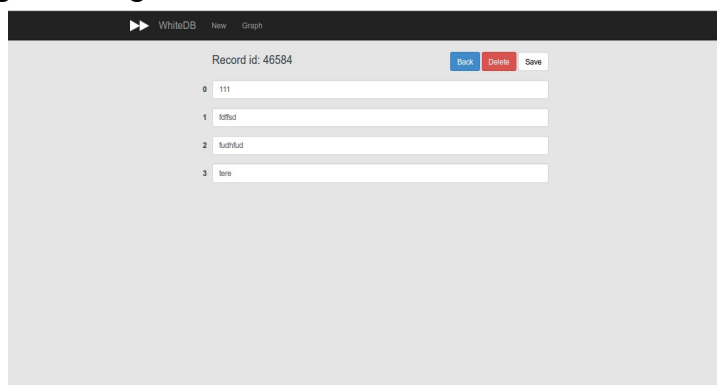 WhiteDB New Graph
Record id: 46584 Back Delete Save
0 111
1 fdffsd
2 fudhfud
3 tere